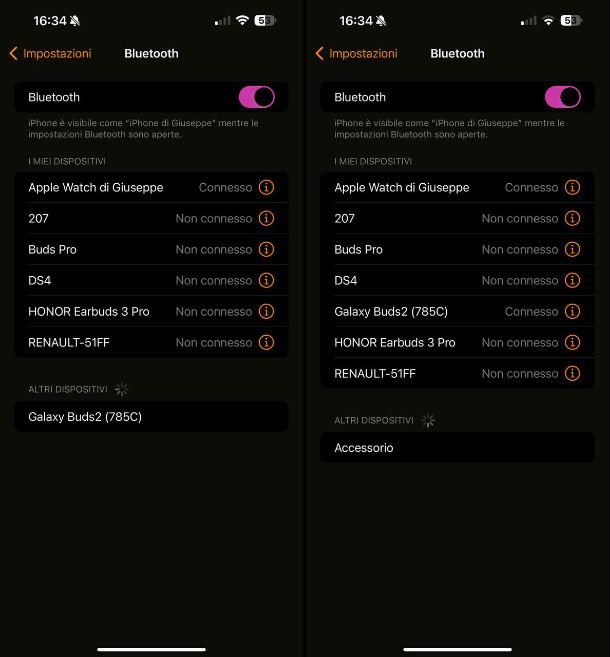 16:34
53
Impostazioni
Bluetooth
Bluetooth
iPhone è visibile come "iPhone di Giuseppe" mentre le
impostazioni Bluetooth sono aperte.
I MIEI DISPOSITIVI
Apple Watch di Giuseppe Connesso
207 Non connesso
Buds Pro Non connesso
DS4 Non connesso
HONOR Earbuds 3 Pro Non connesso
RENAULT-51FF Non connesso
ALTRI DISPOSITIVI
Galaxy Buds2 (785C)
16:34
53
Impostazioni
Bluetooth
Bluetooth
iPhone è visibile come "iPhone di Giuseppe" mentre le
impostazioni Bluetooth sono aperte.
I MIEI DISPOSITIVI
Apple Watch di Giuseppe Connesso
207 Non connesso
Buds Pro Non connesso
DS4 Non connesso
Galaxy Buds2 (785C) Connesso
HONOR Earbuds 3 Pro Non connesso
RENAULT-51FF Non connesso
ALTRI DISPOSITIVI
Accessorio